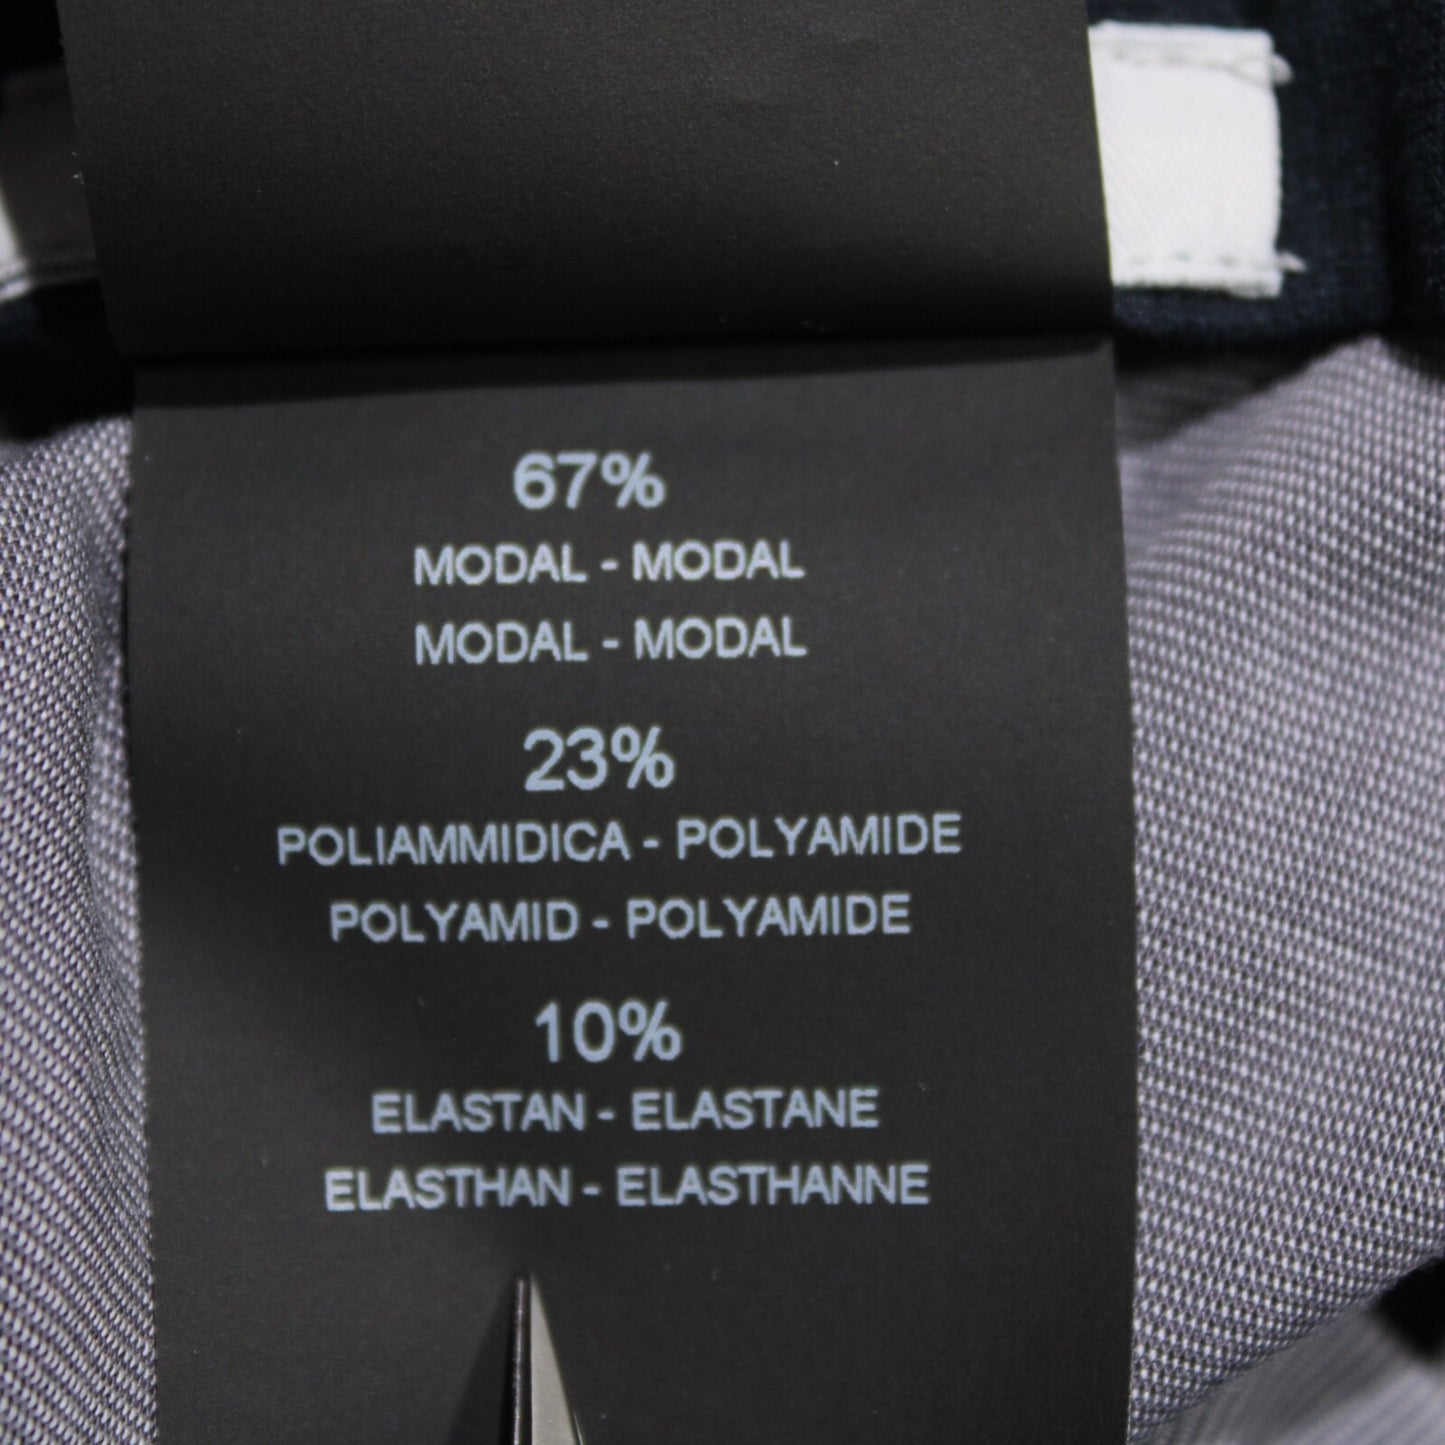 67%
MODAL - MODAL
MODAL - MODAL
23%
POLIAMMIDICA - POLYAMIDE
POLYAMID - POLYAMIDE
10%
ELASTAN - ELASTANE
ELASTHAN - ELASTHANNE